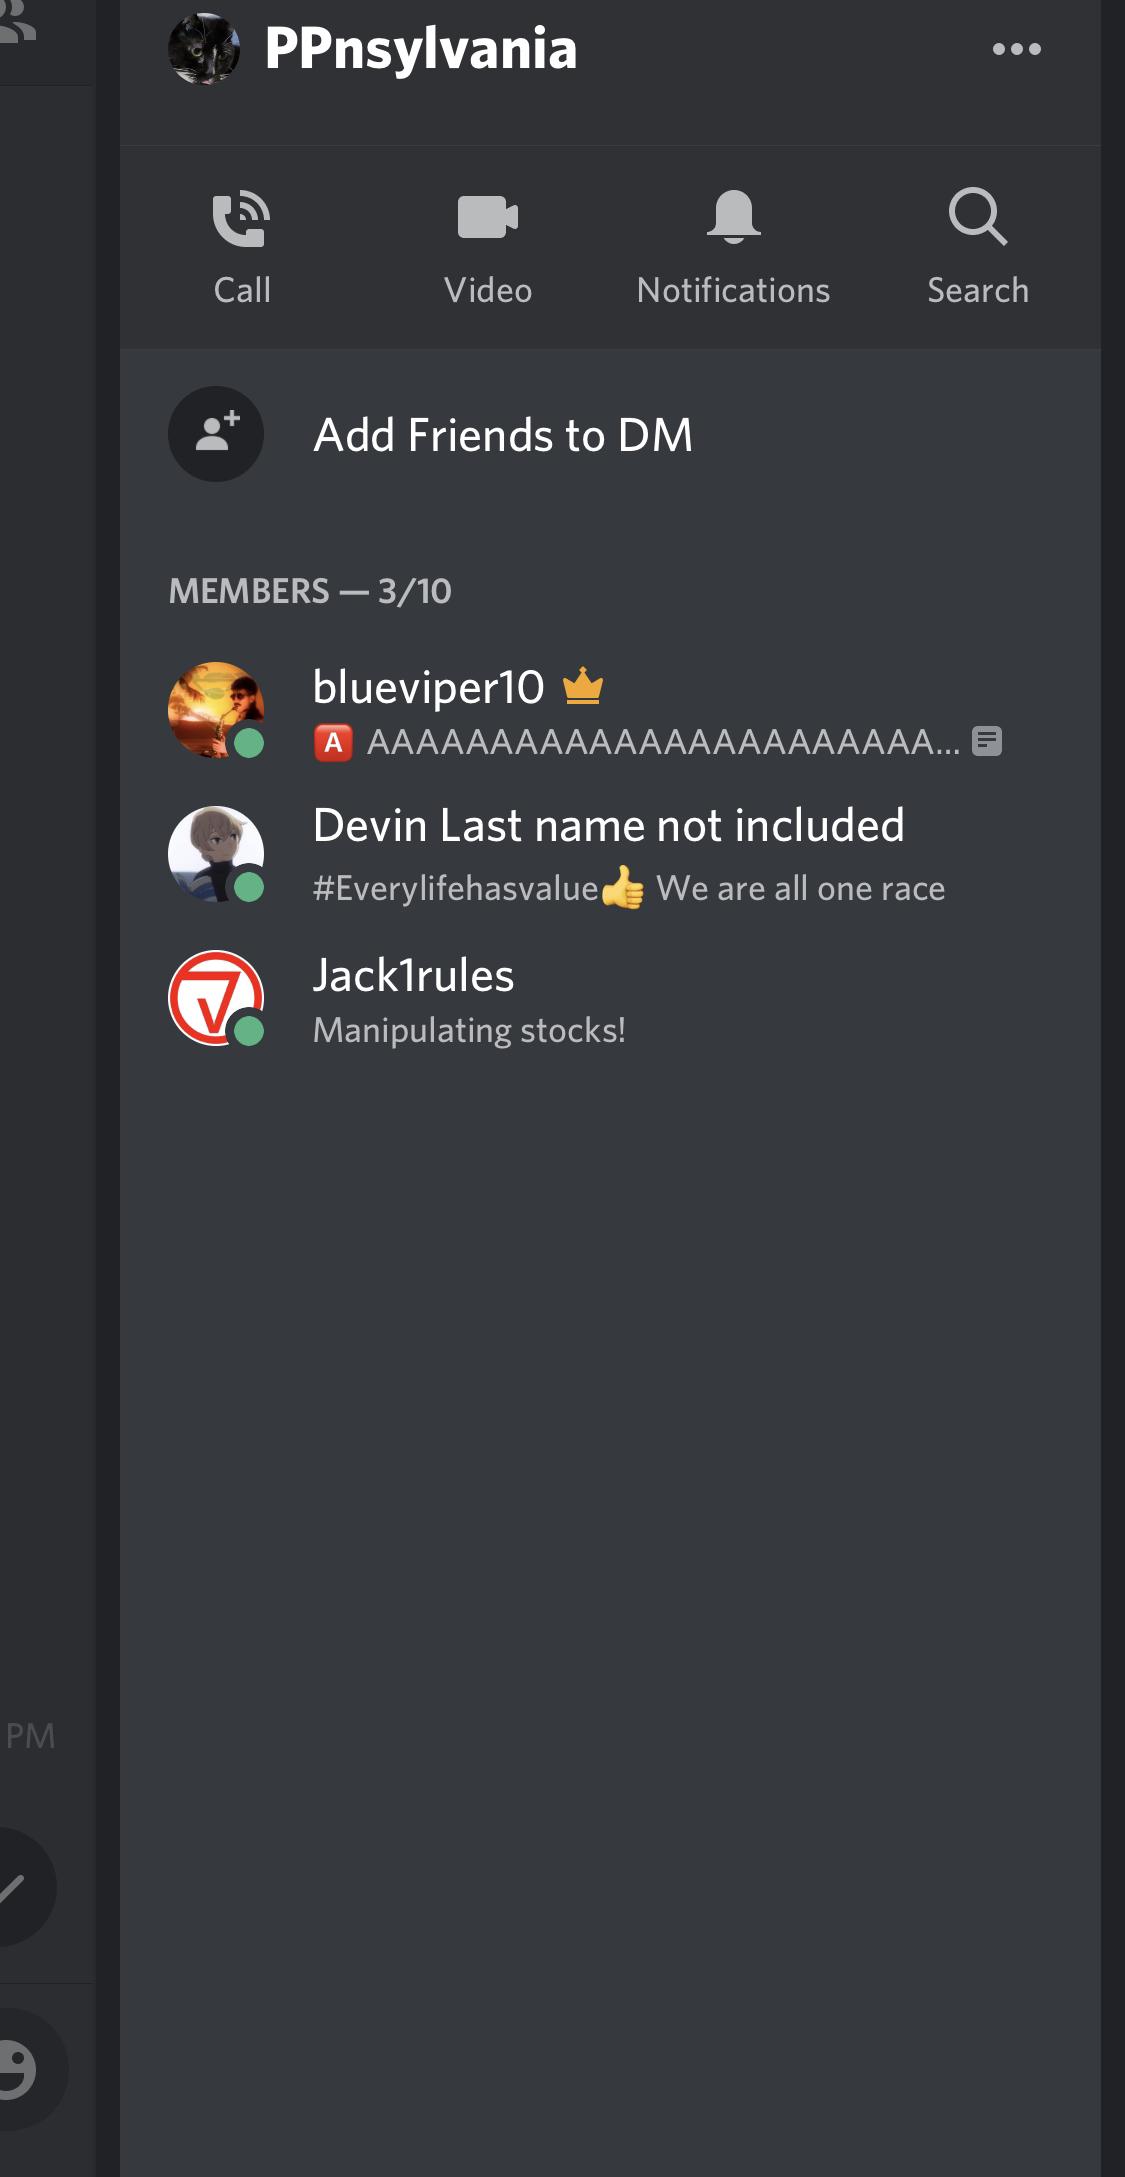 PPnsylvania
Call Video Notifications Search
Add Friends to DM
MEMBERS — 3/10
blueviper10
🅰 AAAAAAAAAAAAAAAAAAAAAAA...
Devin Last name not included
#Everylifehasvalue👍 We are all one race
Jack1rules
Manipulating stocks!
PM